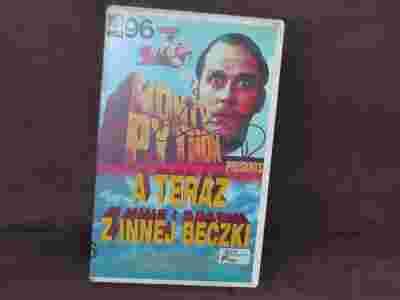 96
MONTY
PYTHON
A TERAZ
Z INNEJ BECZKI